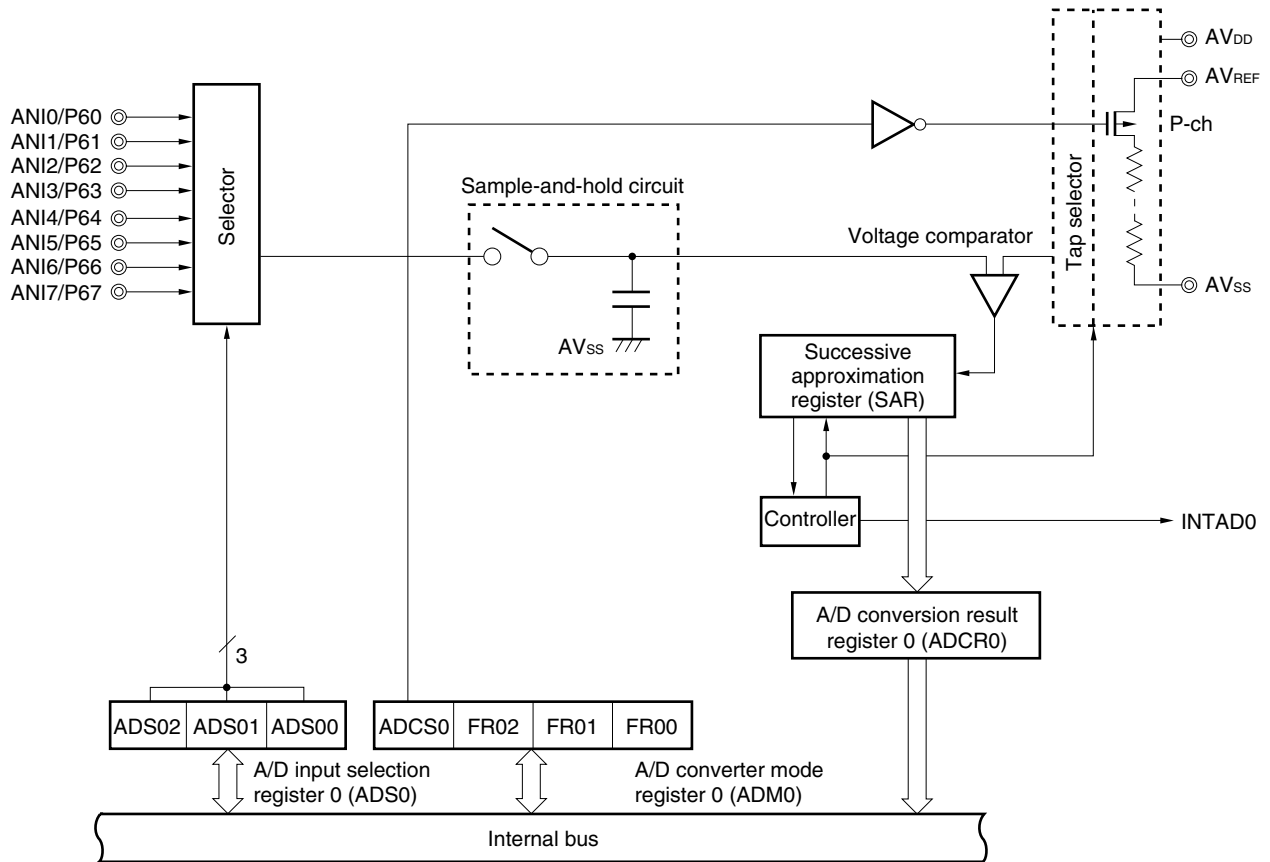 AVDD
AVREF
P-ch
AVSS
Tap selector
ANI0/P60
ANI1/P61
ANI2/P62
ANI3/P63
ANI4/P64
ANI5/P65
ANI6/P66
ANI7/P67
Selector
Sample-and-hold circuit
AVSS
Voltage comparator
Successive
approximation
register (SAR)
Controller
INTAD0
A/D conversion result
register 0 (ADCR0)
3
ADS02 ADS01 ADS00
ADCS0 FR02 FR01 FR00
A/D input selection
register 0 (ADS0)
A/D converter mode
register 0 (ADM0)
Internal bus